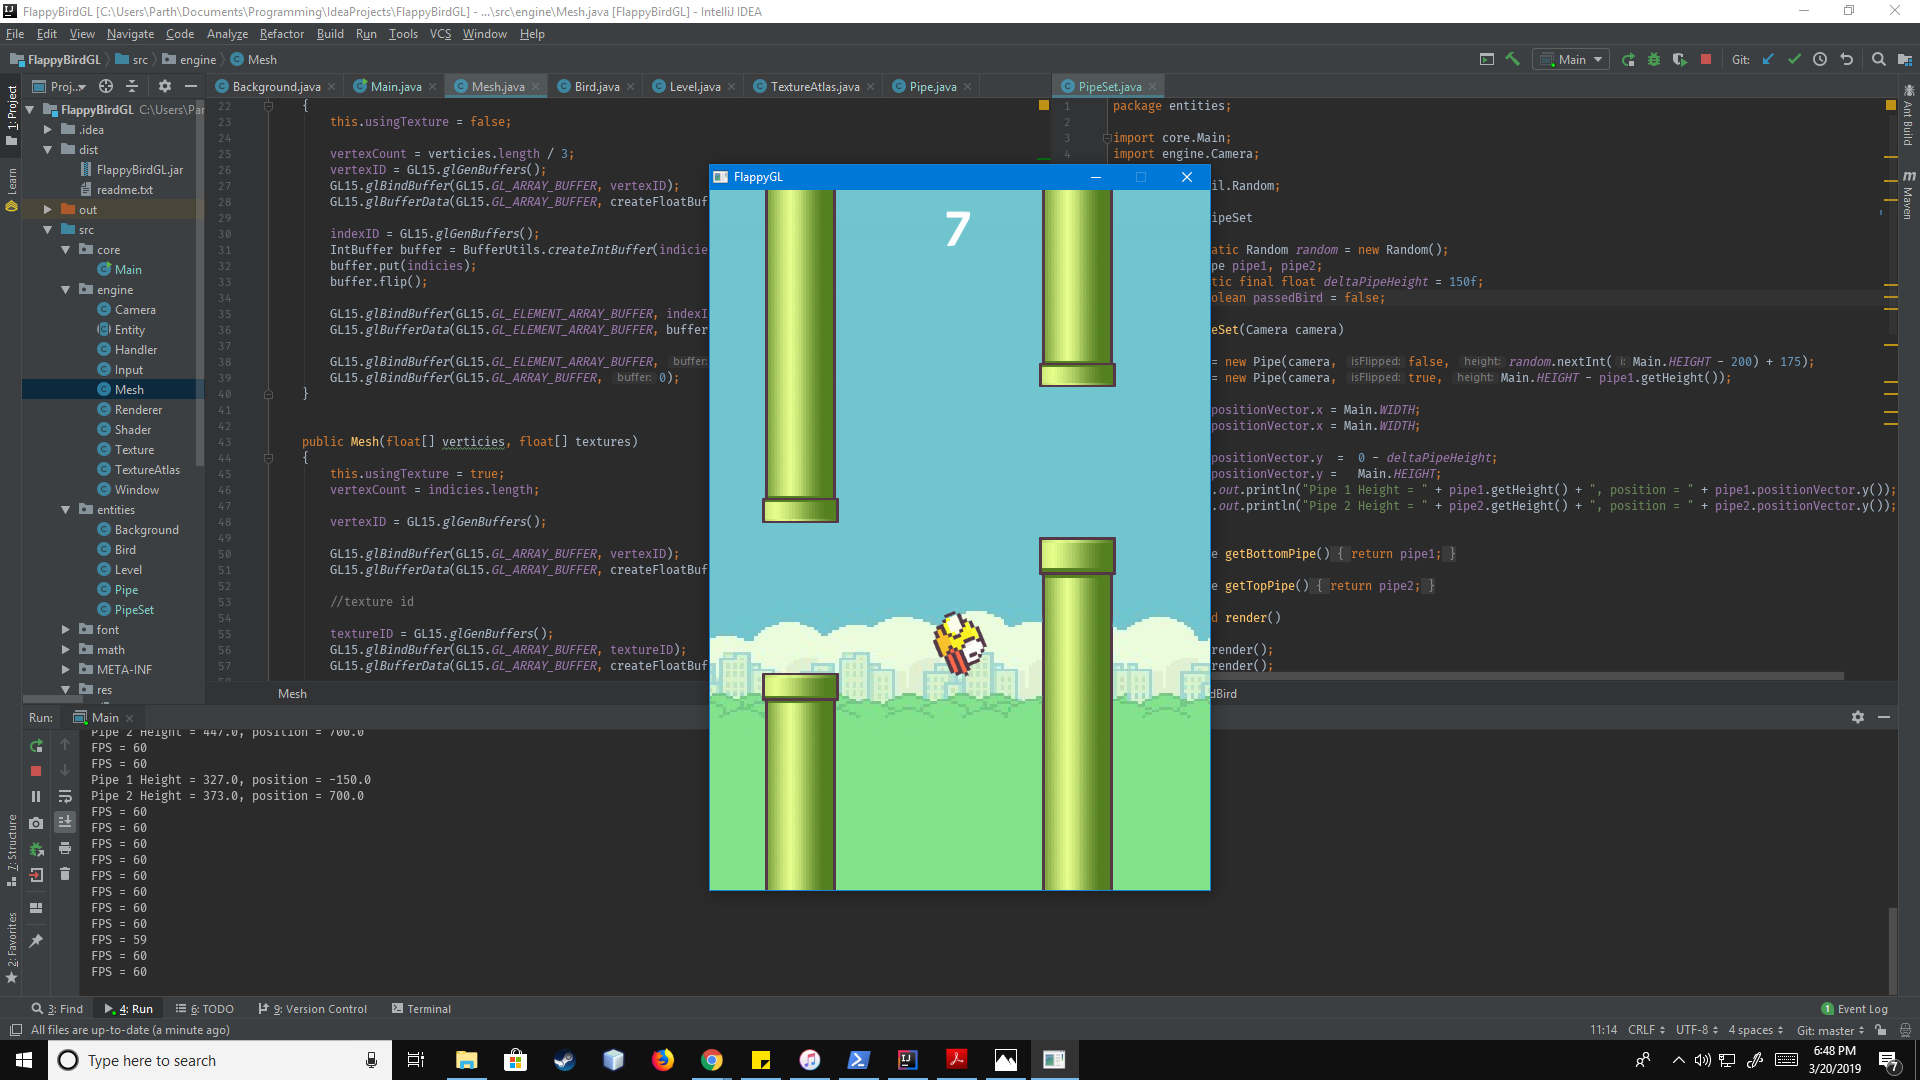 FlappyBirdGL [C:\Users\Parth\Documents\Programming\IdeaProjects\FlappyBirdGL] - ...\src\engine\Mesh.java [FlappyBirdGL] - IntelliJ IDEA
File Edit View Navigate Code Analyze Refactor Build Run Tools VCS Window Help
FlappyBirdGL src engine Mesh
Main Git:
1: Project
Learn
7: Structure
2: Favorites
Proj...
FlappyBirdGL C:\Users\Par
.idea
dist
FlappyBirdGL.jar
readme.txt
out
src
core
Main
engine
Camera
Entity
Handler
Input
Mesh
Renderer
Shader
Texture
TextureAtlas
Window
entities
Background
Bird
Level
Pipe
PipeSet
font
math
META-INF
res
Background.java Main.java Mesh.java Bird.java Level.java TextureAtlas.java Pipe.java
22 {
23 this.usingTexture = false;
24
25 vertexCount = verticies.length / 3;
26 vertexID = GL15.glGenBuffers();
27 GL15.glBindBuffer(GL15.GL_ARRAY_BUFFER, vertexID);
28 GL15.glBufferData(GL15.GL_ARRAY_BUFFER, createFloatBuf
29
30 indexID = GL15.glGenBuffers();
31 IntBuffer buffer = BufferUtils.createIntBuffer(indicie
32 buffer.put(indicies);
33 buffer.flip();
34
35 GL15.glBindBuffer(GL15.GL_ELEMENT_ARRAY_BUFFER, indexI
36 GL15.glBufferData(GL15.GL_ELEMENT_ARRAY_BUFFER, buffer
37
38 GL15.glBindBuffer(GL15.GL_ELEMENT_ARRAY_BUFFER, buffer:
39 GL15.glBindBuffer(GL15.GL_ARRAY_BUFFER, buffer: 0);
40 }
41
42
43 public Mesh(float[] verticies, float[] textures)
44 {
45 this.usingTexture = true;
46 vertexCount = indicies.length;
47
48 vertexID = GL15.glGenBuffers();
49
50 GL15.glBindBuffer(GL15.GL_ARRAY_BUFFER, vertexID);
51 GL15.glBufferData(GL15.GL_ARRAY_BUFFER, createFloatBuf
52
53 //texture id
54
55 textureID = GL15.glGenBuffers();
56 GL15.glBindBuffer(GL15.GL_ARRAY_BUFFER, textureID);
57 GL15.glBufferData(GL15.GL_ARRAY_BUFFER, createFloatBuf
Mesh
FlappyGL
7
PipeSet.java
1 package entities;
2
3 import core.Main;
4 import engine.Camera;
il.Random;
ipeSet
atic Random random = new Random();
pe pipe1, pipe2;
tic final float deltaPipeHeight = 150f;
olean passedBird = false;
eSet(Camera camera)
= new Pipe(camera, isFlipped: false, height: random.nextInt( i: Main.HEIGHT - 200) + 175);
= new Pipe(camera, isFlipped: true, height: Main.HEIGHT - pipe1.getHeight());
positionVector.x = Main.WIDTH;
positionVector.x = Main.WIDTH;
positionVector.y = 0 - deltaPipeHeight;
positionVector.y = Main.HEIGHT;
.out.println("Pipe 1 Height = " + pipe1.getHeight() + ", position = " + pipe1.positionVector.y());
.out.println("Pipe 2 Height = " + pipe2.getHeight() + ", position = " + pipe2.positionVector.y());
e getBottomPipe() { return pipe1; }
e getTopPipe() { return pipe2; }
d render()
render();
render();
dBird
Ant Build
Maven
Run: Main
Pipe 2 Height = 447.0, position = 700.0
FPS = 60
FPS = 60
Pipe 1 Height = 327.0, position = -150.0
Pipe 2 Height = 373.0, position = 700.0
FPS = 60
FPS = 60
FPS = 60
FPS = 60
FPS = 60
FPS = 60
FPS = 60
FPS = 60
FPS = 59
FPS = 60
FPS = 60
3: Find 4: Run 6: TODO 9: Version Control Terminal 1 Event Log
All files are up-to-date (a minute ago) 11:14 CRLF UTF-8 4 spaces Git: master
Type here to search
6:48 PM
3/20/2019
7